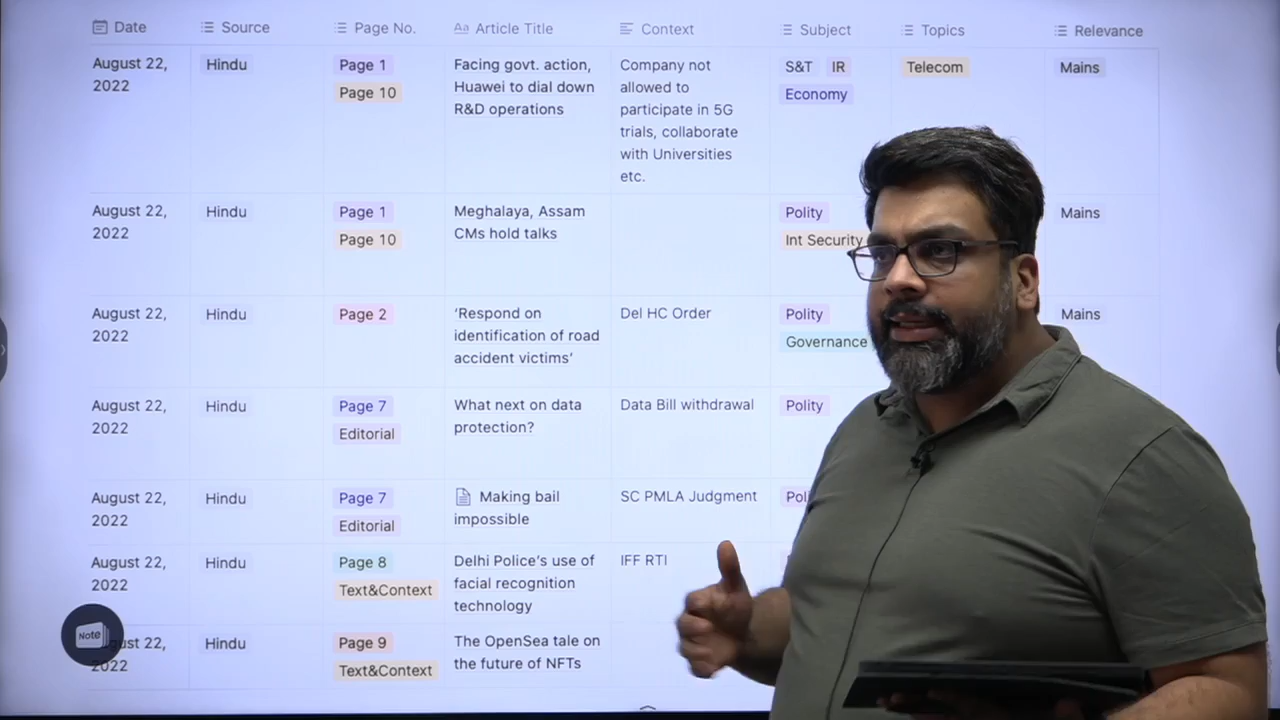 Date Source Page No. Aa Article Title Context Subject Topics Relevance
August 22, Hindu Page 1 Facing govt. action, Company not S&T IR Telecom Mains
2022 Page 10 Huawei to dial down allowed to Economy
R&D operations participate in 5G
trials, collaborate
with Universities
etc.
August 22, Hindu Page 1 Meghalaya, Assam Polity Mains
2022 Page 10 CMs hold talks Int Security
August 22, Hindu Page 2 ‘Respond on Del HC Order Polity Mains
2022 identification of road Governance
accident victims’
August 22, Hindu Page 7 What next on data Data Bill withdrawal Polity
2022 Editorial protection?
August 22, Hindu Page 7 Making bail SC PMLA Judgment
2022 Editorial impossible
August 22, Hindu Page 8 Delhi Police's use of IFF RTI
2022 Text&Context facial recognition
technology
22, Hindu Page 9 The OpenSea tale on
2022 Text&Context the future of NFTs
Note